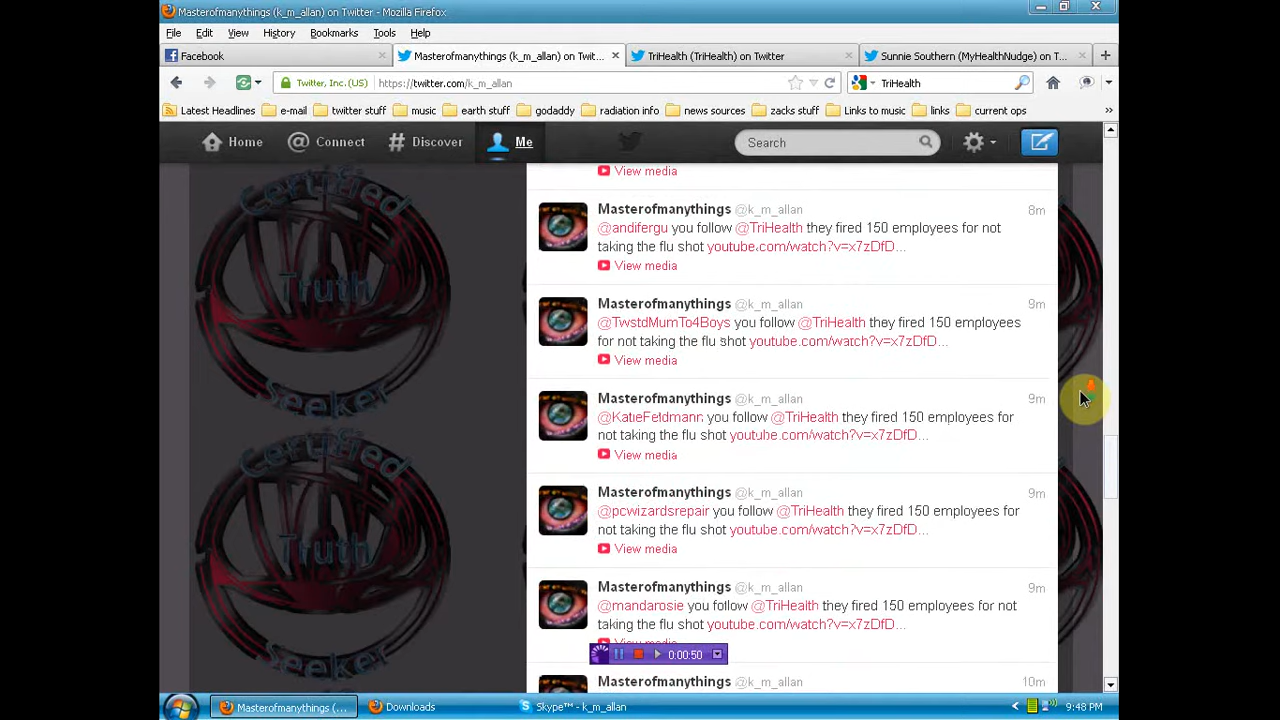 Masterofmanythings (k_m_allan) on Twitter - Mozilla Firefox
File Edit View History Bookmarks Tools Help
Facebook Masterofmanythings (k_m_allan) on Twit... TriHealth (TriHealth) on Twitter Sunnie Southern (MyHealthNudge) on T...
Twitter, Inc. (US) https://twitter.com/k_m_allan TriHealth
Latest Headlines e-mail twitter stuff music earth stuff godaddy radiation info news sources zacks stuff Links to music links current ops »
Home Connect Discover Me Search
View media
Masterofmanythings @k_m_allan 8m
@andifergu you follow @TriHealth they fired 150 employees for not
taking the flu shot youtube.com/watch?v=x7zDfD...
View media
Masterofmanythings @k_m_allan 9m
@TwstdMumTo4Boys you follow @TriHealth they fired 150 employees
for not taking the flu shot youtube.com/watch?v=x7zDfD...
View media
Masterofmanythings @k_m_allan 9m
@KatieFeldmann you follow @TriHealth they fired 150 employees for
not taking the flu shot youtube.com/watch?v=x7zDfD...
View media
Masterofmanythings @k_m_allan 9m
@pcwizardsrepair you follow @TriHealth they fired 150 employees for
not taking the flu shot youtube.com/watch?v=x7zDfD...
View media
Masterofmanythings @k_m_allan 9m
@mandarosie you follow @TriHealth they fired 150 employees for not
taking the flu shot youtube.com/watch?v=x7zDfD...
View media
0:00:50
Masterofmanythings @k_m_allan 10m
Certified
Truth
Seeker
Certified
Truth
Seeker
Masterofmanythings (... Downloads Skype™ - k_m_allan 9:48 PM